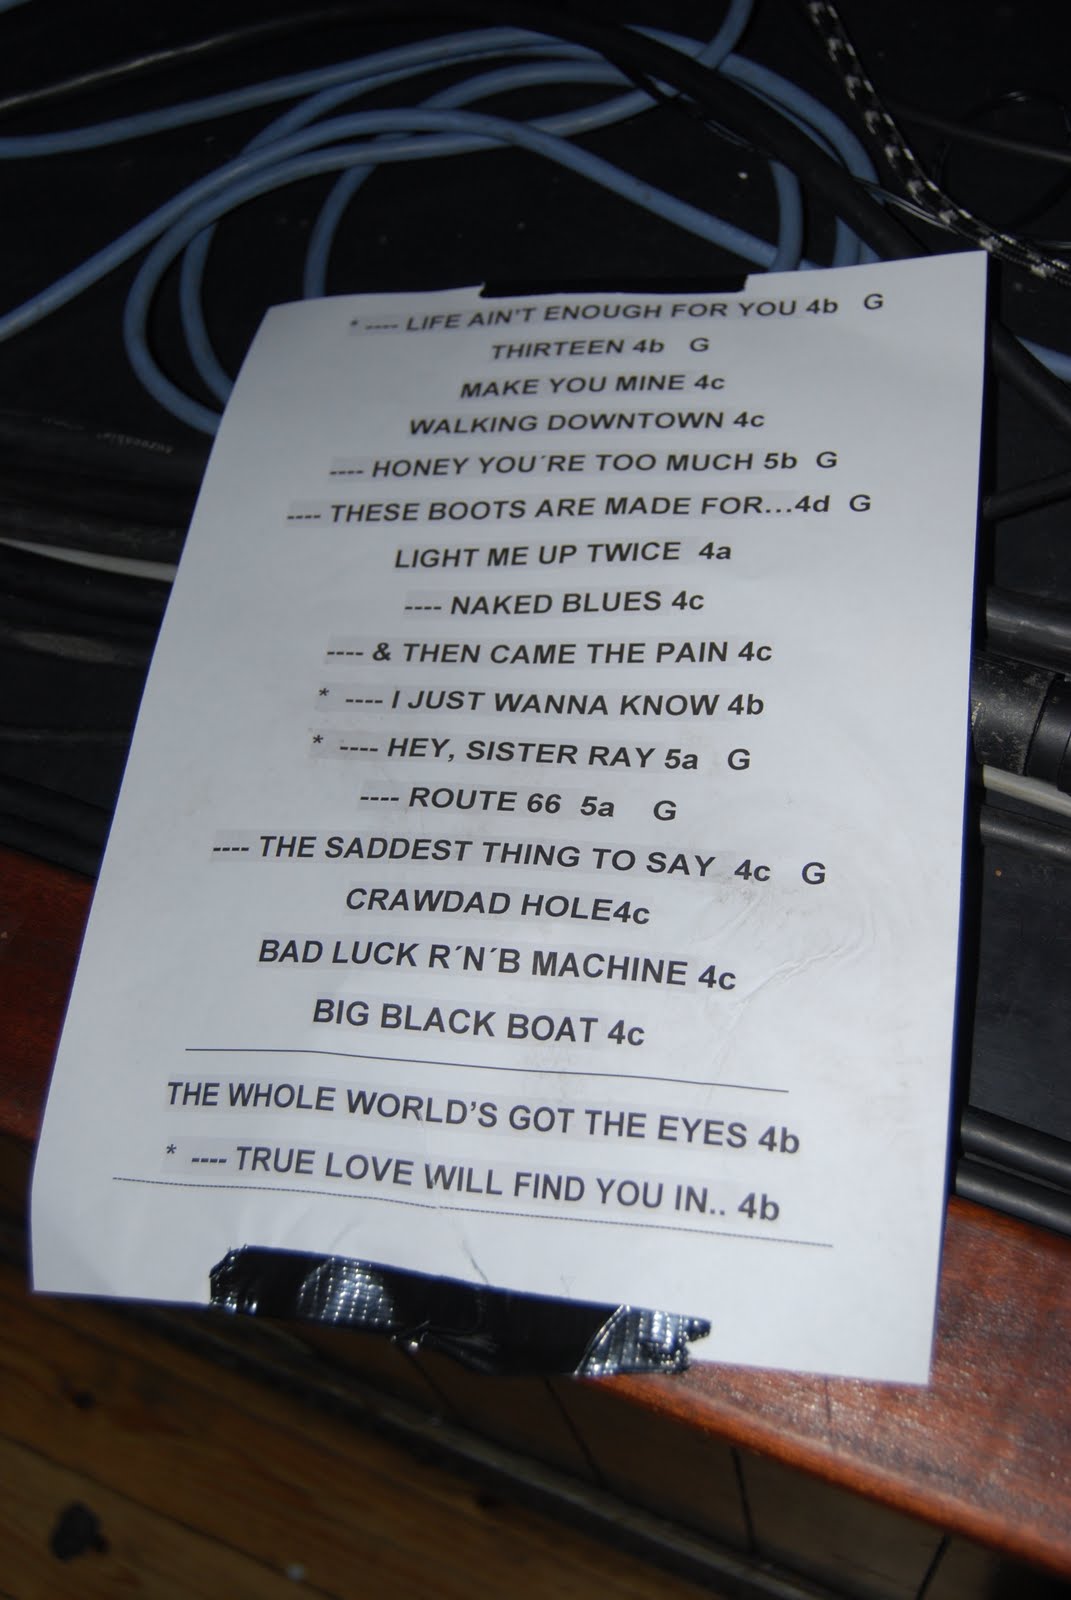 * ---- LIFE AIN'T ENOUGH FOR YOU 4b G
THIRTEEN 4b G
MAKE YOU MINE 4c
WALKING DOWNTOWN 4c
---- HONEY YOU´RE TOO MUCH 5b G
---- THESE BOOTS ARE MADE FOR...4d G
LIGHT ME UP TWICE 4a
---- NAKED BLUES 4c
---- & THEN CAME THE PAIN 4c
* ---- I JUST WANNA KNOW 4b
* ---- HEY, SISTER RAY 5a G
---- ROUTE 66 5a G
---- THE SADDEST THING TO SAY 4c G
CRAWDAD HOLE4c
BAD LUCK R´N´B MACHINE 4c
BIG BLACK BOAT 4c
THE WHOLE WORLD'S GOT THE EYES 4b
* ---- TRUE LOVE WILL FIND YOU IN.. 4b